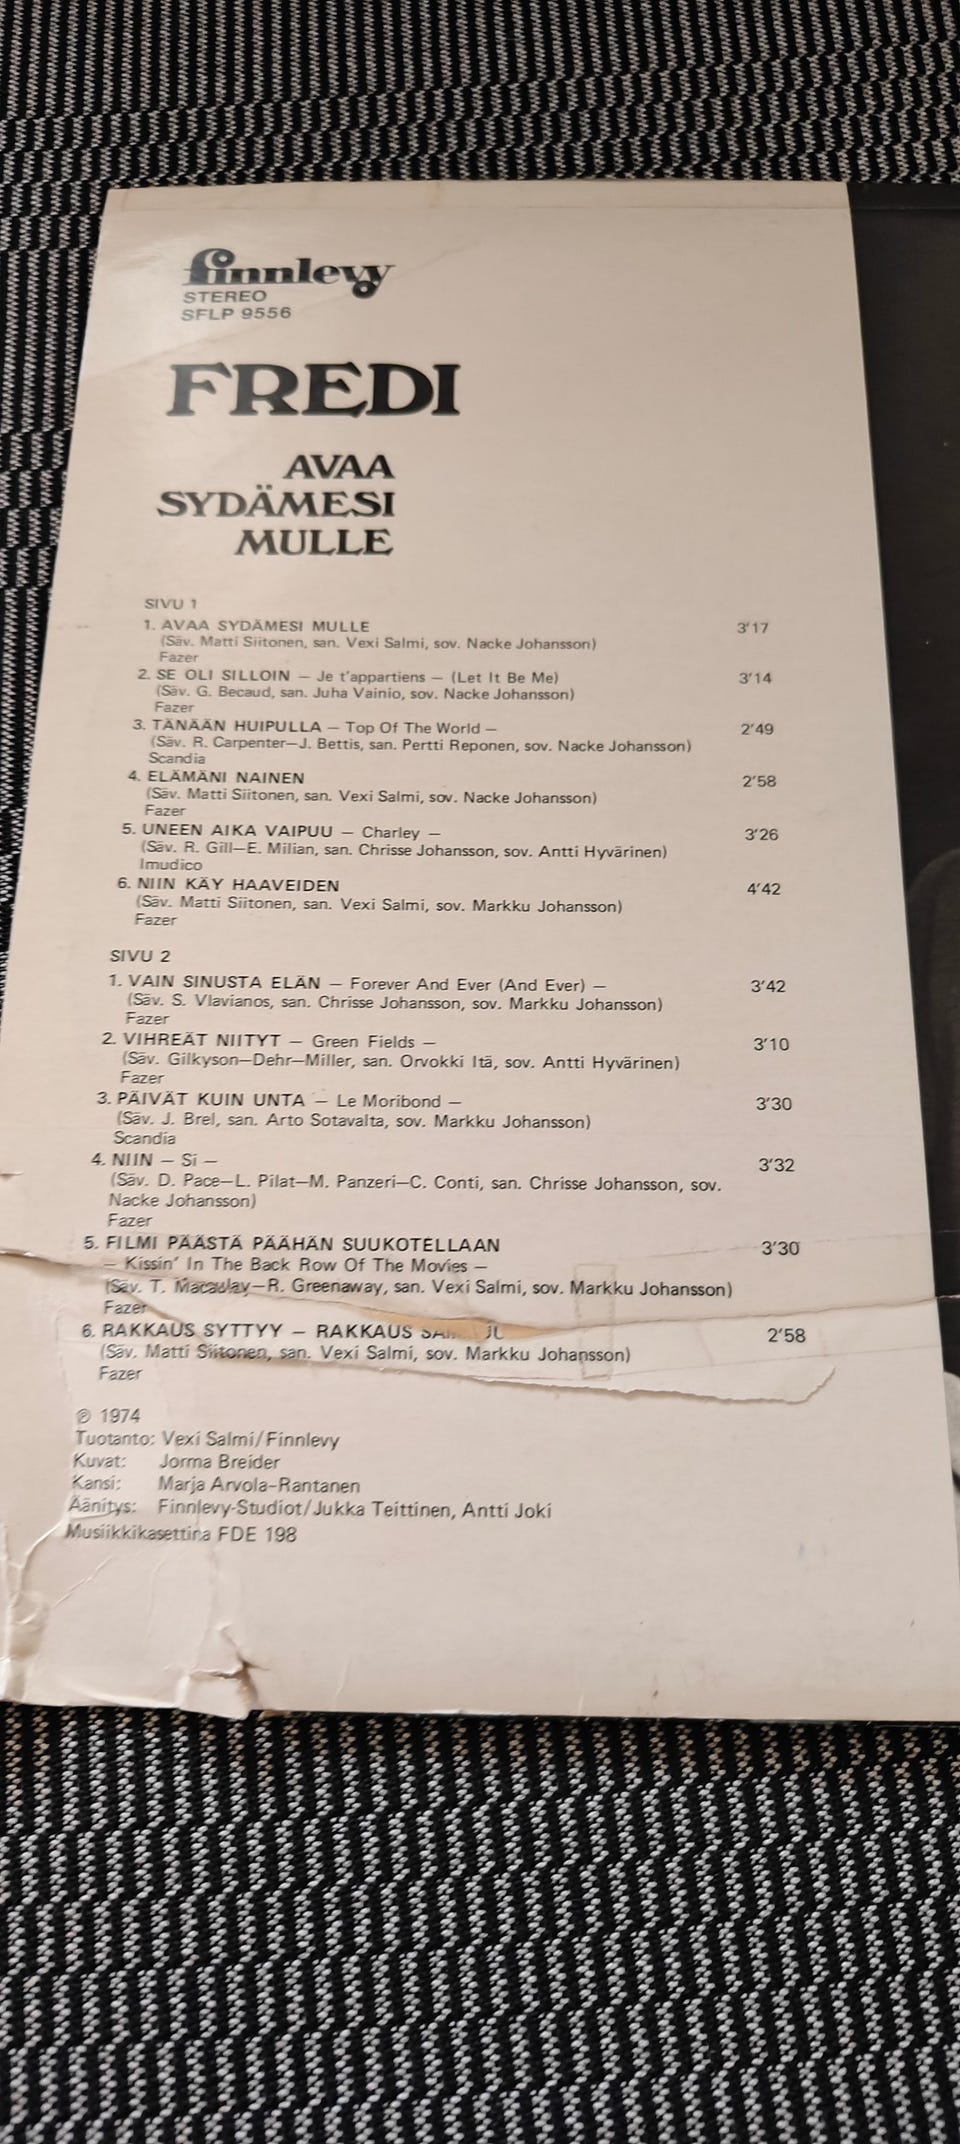 finnlevy
STEREO
SFLP 9556
FREDI
AVAA
SYDÄMESI
MULLE
SIVU 1
1. AVAA SYDÄMESI MULLE 3'17
(Säv. Matti Siitonen, san. Vexi Salmi, sov. Nacke Johansson)
Fazer
2. SE OLI SILLOIN — Je t'appartiens — (Let It Be Me) 3'14
(Säv. G. Becaud, san. Juha Vainio, sov. Nacke Johansson)
Fazer
3. TÄNÄÄN HUIPULLA — Top Of The World — 2'49
(Säv. R. Carpenter—J. Bettis, san. Pertti Reponen, sov. Nacke Johansson)
Scandia
4. ELÄMÄNI NAINEN 2'58
(Säv. Matti Siitonen, san. Vexi Salmi, sov. Nacke Johansson)
Fazer
5. UNEEN AIKA VAIPUU — Charley — 3'26
(Säv. R. Gill—E. Milian, san. Chrisse Johansson, sov. Antti Hyvärinen)
Imudico
6. NIIN KÄY HAAVEIDEN 4'42
(Säv. Matti Siitonen, san. Vexi Salmi, sov. Markku Johansson)
Fazer
SIVU 2
1. VAIN SINUSTA ELÄN — Forever And Ever (And Ever) — 3'42
(Säv. S. Vlavianos, san. Chrisse Johansson, sov. Markku Johansson)
Fazer
2. VIHREÄT NIITYT — Green Fields — 3'10
(Säv. Gilkyson—Dehr—Miller, san. Orvokki Itä, sov. Antti Hyvärinen)
Fazer
3. PÄIVÄT KUIN UNTA — Le Moribond — 3'30
(Säv. J. Brel, san. Arto Sotavalta, sov. Markku Johansson)
Scandia
4. NIIN — Si — 3'32
(Säv. D. Pace—L. Pilat—M. Panzeri—C. Conti, san. Chrisse Johansson, sov.
Nacke Johansson)
Fazer
5. FILMI PÄÄSTÄ PÄÄHÄN SUUKOTELLAAN 3'30
— Kissin' In The Back Row Of The Movies —
(Säv. T. Macaulay—R. Greenaway, san. Vexi Salmi, sov. Markku Johansson)
Fazer
6. RAKKAUS SYTTYY — RAKKAUS 2'58
(Säv. Matti Siitonen, san. Vexi Salmi, sov. Markku Johansson)
Fazer
℗ 1974
Tuotanto: Vexi Salmi/Finnlevy
Kuvat: Jorma Breider
Kansi: Marja Arvola-Rantanen
Äänitys: Finnlevy-Studiot/Jukka Teittinen, Antti Joki
Musiikkikasettina FDE 198